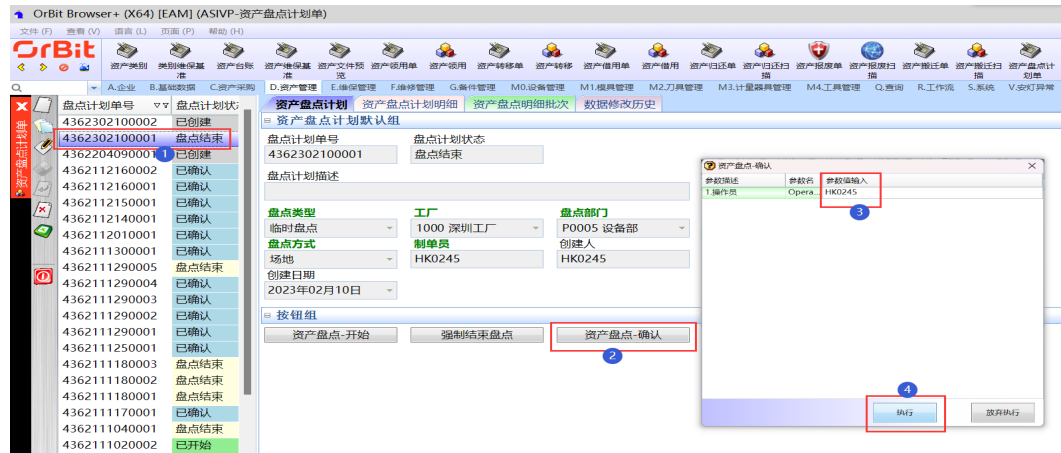 OrBit Browser+ (X64) [EAM] (ASIVP-资产盘点计划单)
文件 (F) 查看 (V) 语言 (L) 页面 (P) 帮助 (H)
OrBit
资产类别 类别维保基准 资产台账 资产维保基准 资产文件预览 资产领用单 资产领用 资产转移单 资产转移 资产借用单 资产借用 资产归还单 资产归还扫描 资产报废单 资产报废扫描 资产搬迁单 资产搬迁扫描 资产盘点计划单
A.企业 B.基础数据 C.资产采购 D.资产管理 E.维保管理 F.维修管理 G.备件管理 M0.设备管理 M1.模具管理 M2.刀具管理 M3.计量器具管理 M4.工具管理 Q.查询 R.工作流 S.系统 V.安灯异常
资产盘点计划单
盘点计划单号 盘点计划状态
4362302100002 已创建
4362302100001 盘点结束
1
4362204090001 已创建
4362112160002 已确认
4362112160001 已确认
4362112150001 已确认
4362112140001 已确认
4362112010001 已确认
4362111300001 已确认
4362111290005 盘点结束
4362111290004 已确认
4362111290003 已确认
4362111290002 已确认
4362111290001 已确认
4362111250001 已确认
4362111180003 盘点结束
4362111180002 盘点结束
4362111180001 盘点结束
4362111170001 已确认
4362111040001 盘点结束
4362111020002 已开始
资产盘点计划 资产盘点计划明细 资产盘点明细批次 数据修改历史
资产盘点计划默认组
盘点计划单号 盘点计划状态
4362302100001 盘点结束
盘点计划描述
盘点类型 工厂 盘点部门
临时盘点 1000 深圳工厂 P0005 设备部
盘点方式 制单员 创建人
场地 HK0245 HK0245
创建日期
2023年02月10日
按钮组
资产盘点-开始 强制结束盘点 资产盘点-确认
2
资产盘点-确认
参数描述 参数名 参数值输入
1.操作员 Opera... HK0245
3
4
执行 放弃执行